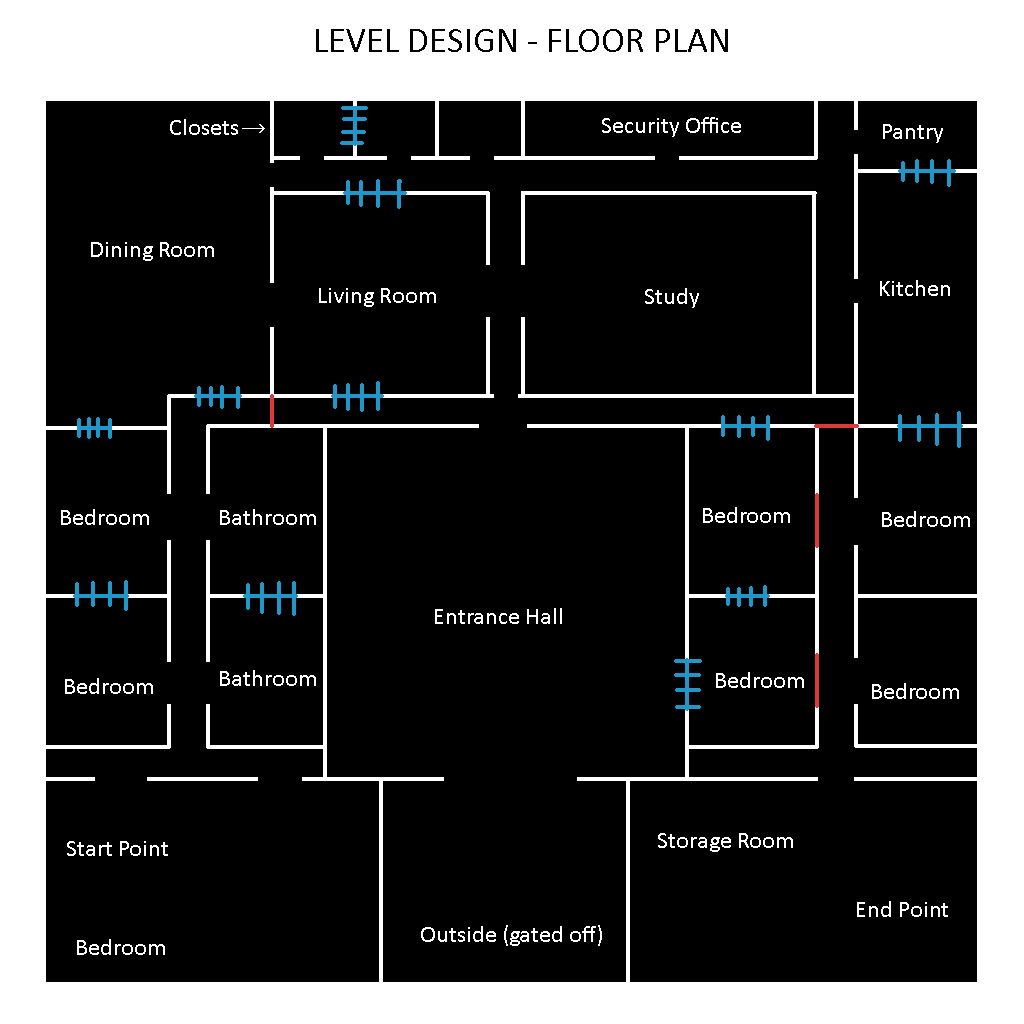 LEVEL DESIGN - FLOOR PLAN
Closets→
Security Office
Pantry
Dining Room
Living Room
Study
Kitchen
Bedroom
Bathroom
Bedroom
Bedroom
Entrance Hall
Bedroom
Bathroom
Bedroom
Bedroom
Start Point
Storage Room
End Point
Outside (gated off)
Bedroom